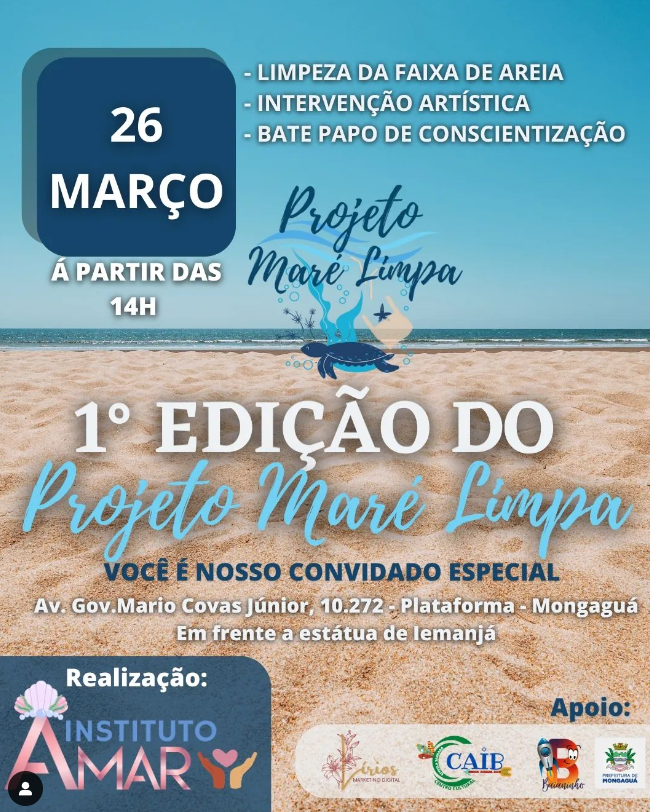 26
MARÇO
Á PARTIR DAS
14H
- LIMPEZA DA FAIXA DE AREIA
- INTERVENÇÃO ARTÍSTICA
- BATE PAPO DE CONSCIENTIZAÇÃO
Projeto
Maré Limpa
1° EDIÇÃO DO
Projeto Maré Limpa
VOCÊ É NOSSO CONVIDADO ESPECIAL
Av. Gov.Mario Covas Júnior, 10.272 - Plataforma - Mongaguá
Em frente a estátua de Iemanjá
Realização:
INSTITUTO
AMAR
Apoio:
MARKETING DIGITAL
CAIB
B
Baianinho
PREFEITURA DE
MONGAGUÁ